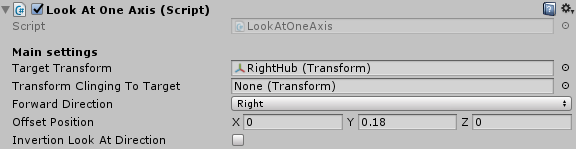 Look At One Axis (Script)
Script LookAtOneAxis
Main settings
Target Transform RightHub (Transform)
Transform Clinging To Target None (Transform)
Forward Direction Right
Offset Position X 0 Y 0.18 Z 0
Invertion Look At Direction